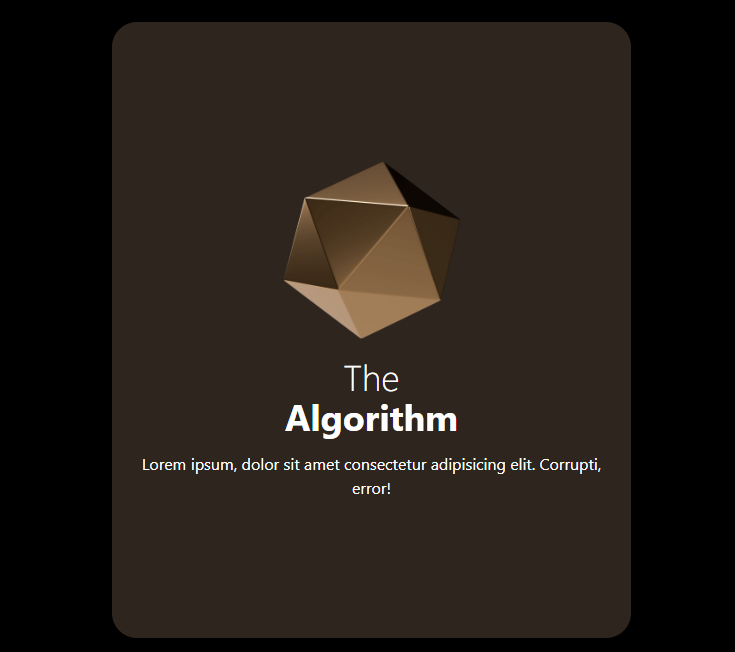 The
Algorithm
Lorem ipsum, dolor sit amet consectetur adipisicing elit. Corrupti,
error!